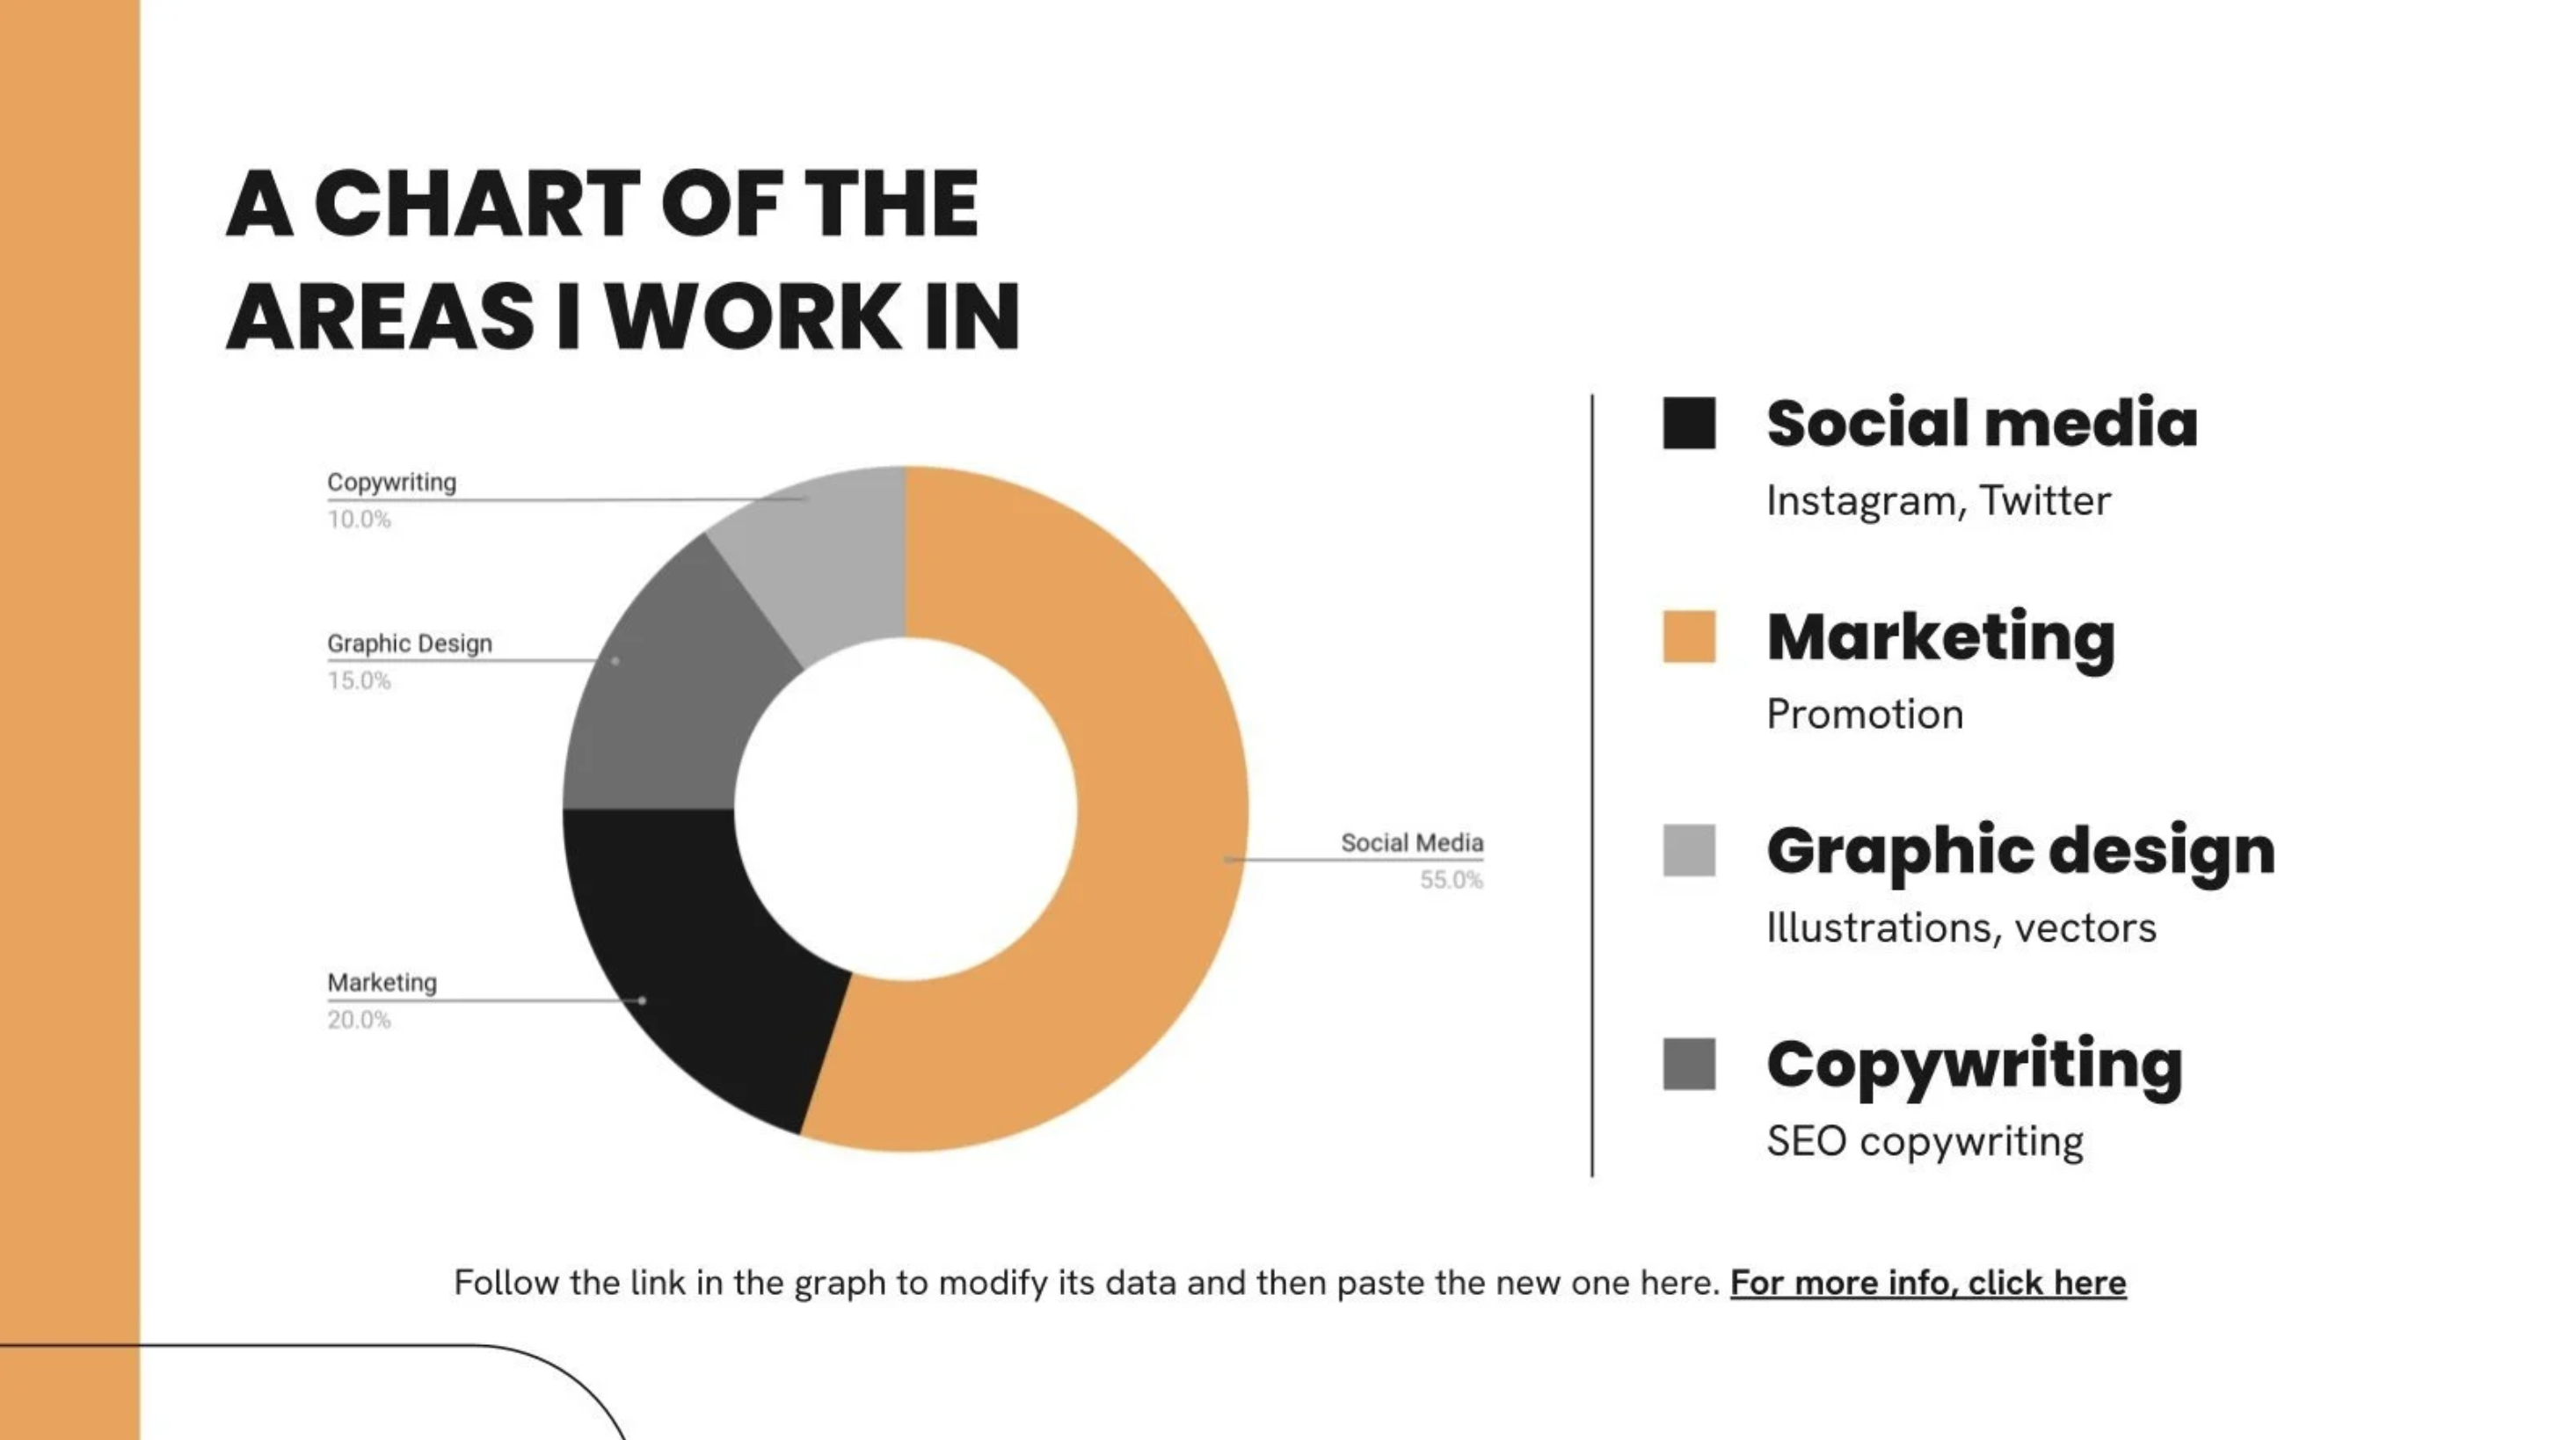 A CHART OF THE
AREAS I WORK IN
Copywriting
10.0%
Graphic Design
15.0%
Marketing
20.0%
Social Media
55.0%
Social media
Instagram, Twitter
Marketing
Promotion
Graphic design
Illustrations, vectors
Copywriting
SEO copywriting
Follow the link in the graph to modify its data and then paste the new one here. For more info, click here